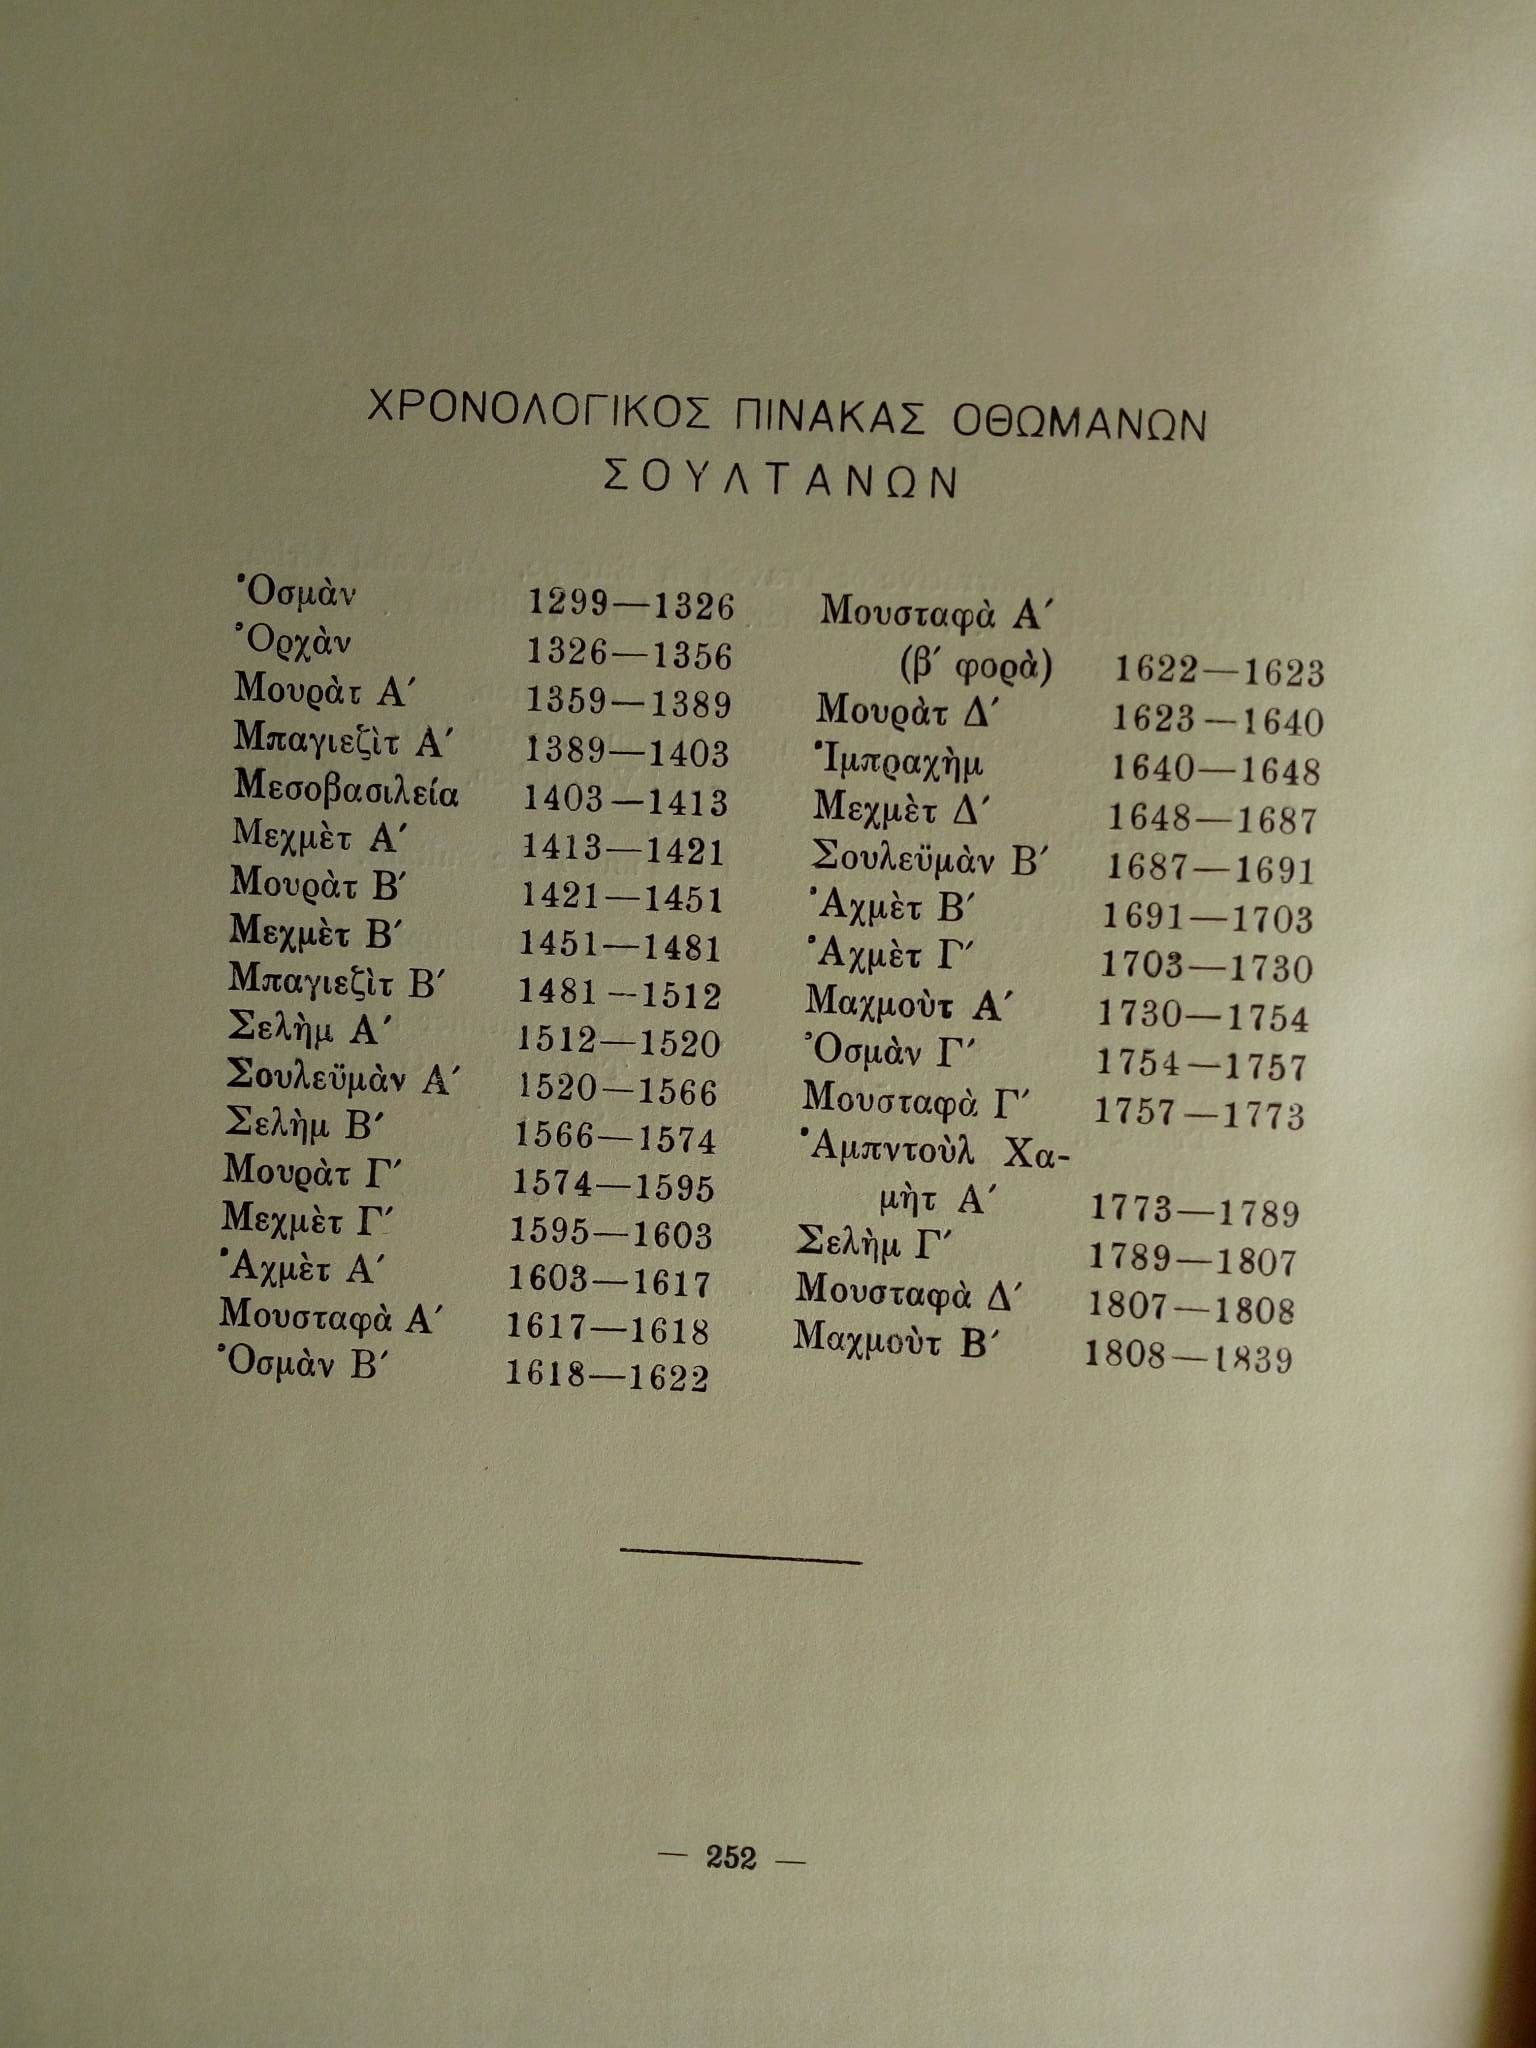 ΧΡΟΝΟΛΟΓΙΚΟΣ ΠΙΝΑΚΑΣ ΟΘΩΜΑΝΩΝ
ΣΟΥΛΤΑΝΩΝ
Ὀσμὰν 1299—1326
Ὀρχὰν 1326—1356
Μουρὰτ Α΄ 1359—1389
Μπαγιεζὶτ Α΄ 1389—1403
Μεσοβασιλεία 1403—1413
Μεχμὲτ Α΄ 1413—1421
Μουρὰτ Β΄ 1421—1451
Μεχμὲτ Β΄ 1451—1481
Μπαγιεζὶτ Β΄ 1481—1512
Σελὴμ Α΄ 1512—1520
Σουλεϋμὰν Α΄ 1520—1566
Σελὴμ Β΄ 1566—1574
Μουρὰτ Γ΄ 1574—1595
Μεχμὲτ Γ΄ 1595—1603
Ἀχμὲτ Α΄ 1603—1617
Μουσταφὰ Α΄ 1617—1618
Ὀσμὰν Β΄ 1618—1622
Μουσταφὰ Α΄
(β΄ φορὰ) 1622—1623
Μουρὰτ Δ΄ 1623—1640
Ἰμπραχὴμ 1640—1648
Μεχμὲτ Δ΄ 1648—1687
Σουλεϋμὰν Β΄ 1687—1691
Ἀχμὲτ Β΄ 1691—1703
Ἀχμὲτ Γ΄ 1703—1730
Μαχμοὺτ Α΄ 1730—1754
Ὀσμὰν Γ΄ 1754—1757
Μουσταφὰ Γ΄ 1757—1773
Ἀμπντοὺλ Χα-
μὴτ Α΄ 1773—1789
Σελὴμ Γ΄ 1789—1807
Μουσταφὰ Δ΄ 1807—1808
Μαχμοὺτ Β΄ 1808—1839
— 252 —